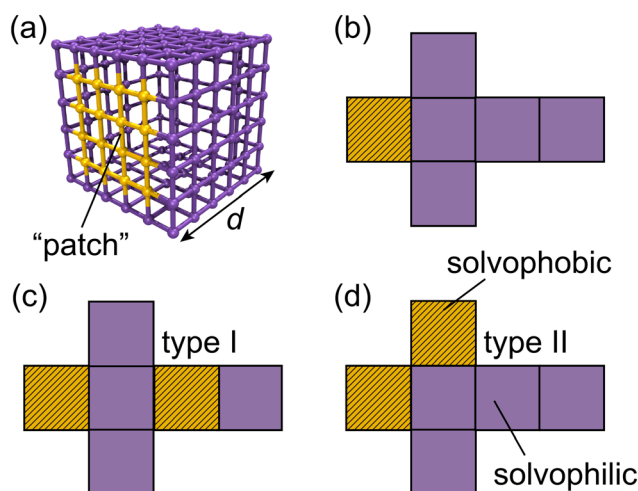 (a)
“patch”
d
(b)
(c)
type I
(d)
solvophobic
type II
solvophilic